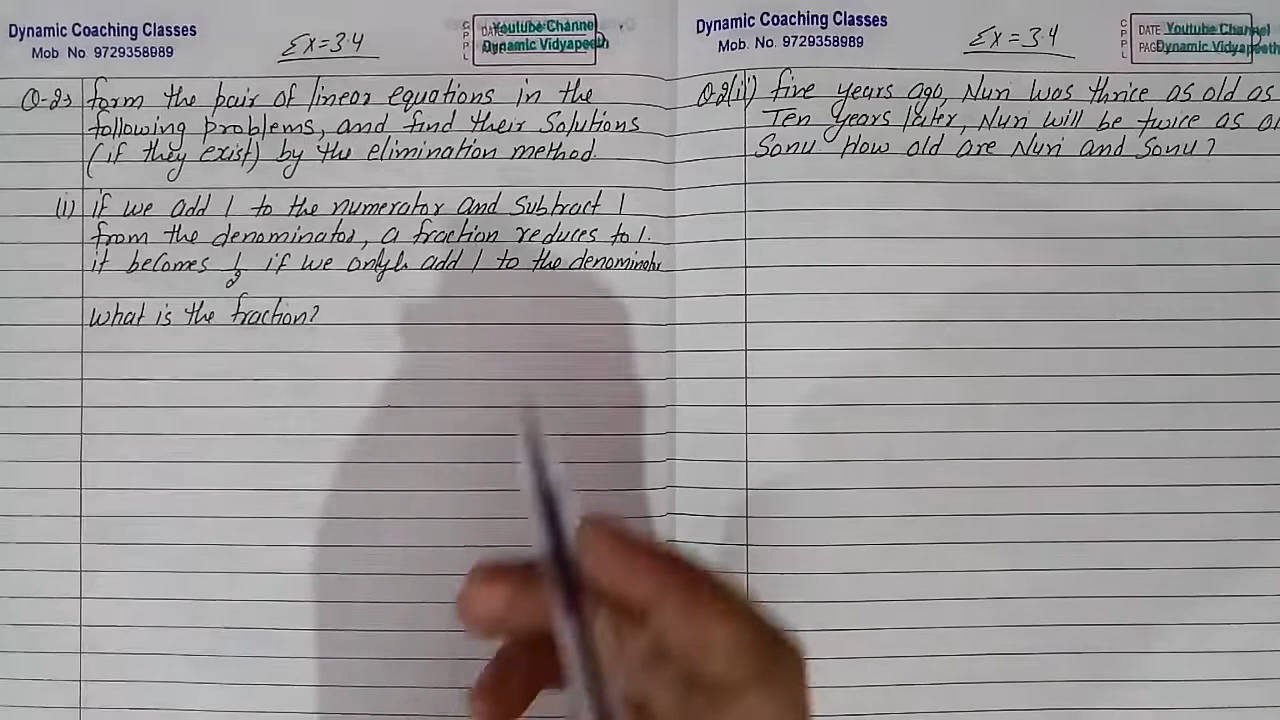 Dynamic Coaching Classes
Mob. No. 9729358989
Ex=3.4
DATE Youtube Channel
Dynamic Vidyapeeth
Q-2) form the pair of linear equations in the
following problems, and find their Solutions
(if they exist) by the elimination method.
(i) if we add 1 to the numerator and Subtract 1
from the denominator, a fraction reduces to 1.
it becomes 1/2 if we only add 1 to the denominator
What is the fraction?
Dynamic Coaching Classes
Mob. No. 9729358989
Ex=3.4
DATE Youtube Channel
PAGE Dynamic Vidyapeeth
Q-2(ii) five years ago, Nuri was thrice as old as
Ten years later, Nuri will be twice as
Sonu How old are Nuri and Sonu?